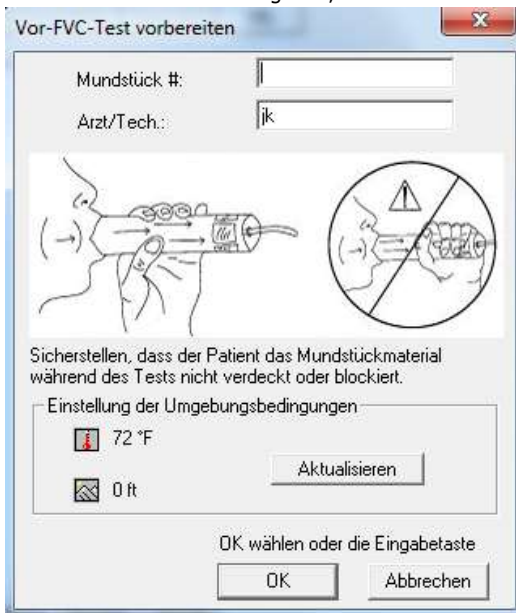 Vor-FVC-Test vorbereiten
Mundstück #:
Arzt/Tech.: jk
Sicherstellen, dass der Patient das Mundstückmaterial
während des Tests nicht verdeckt oder blockiert.
Einstellung der Umgebungsbedingungen
72 °F
Aktualisieren
0 ft
OK wählen oder die Eingabetaste
OK Abbrechen